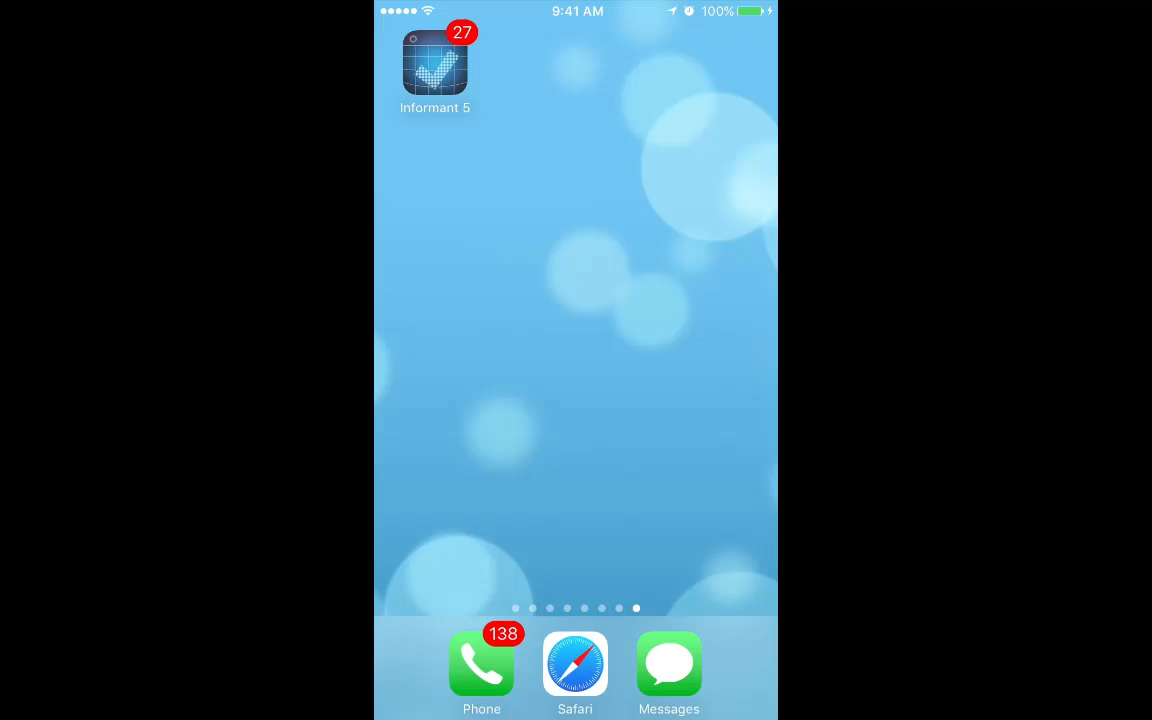 9:41 AM
100%
27
Informant 5
138
Phone
Safari
Messages